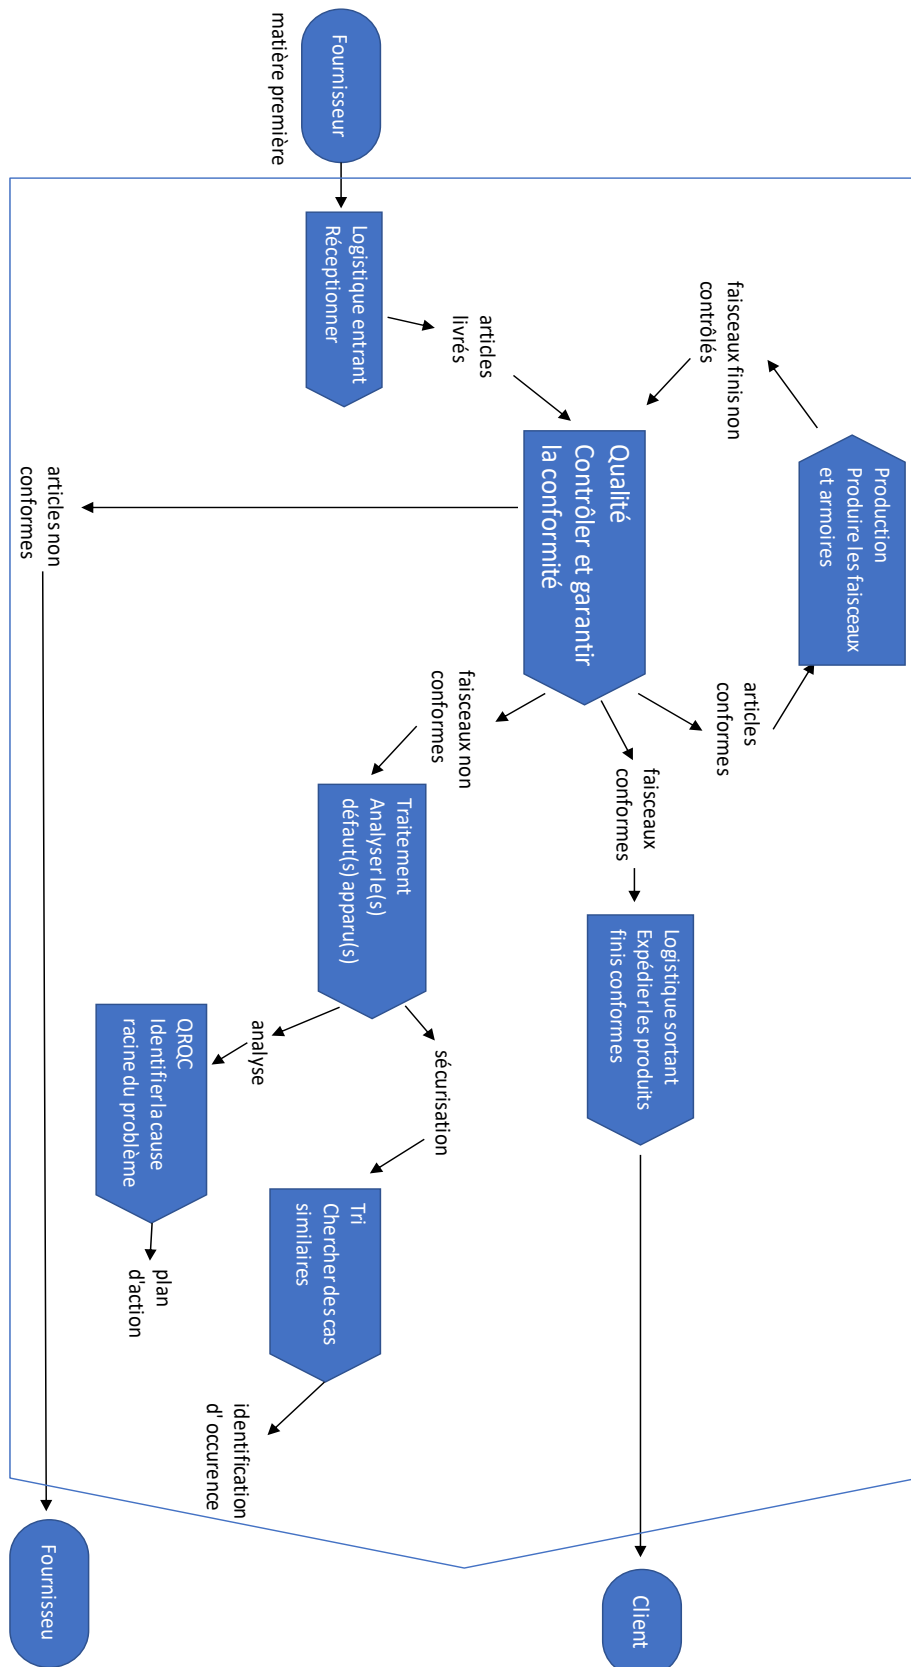 Production
Produire les faisceaux
et armoires
faisceaux finis non
contrôlés
articles
conformes
Fournisseur
matière première
Logistique entrant
Réceptionner
articles
livrés
Qualité
Contrôler et garantir
la conformité
faisceaux
conformes
Logistique sortant
Expédier les produits
finis conformes
Client
faisceaux non
conformes
Traitement
Analyser le(s)
défaut(s) apparu(s)
sécurisation
Tri
Chercher des cas
similaires
identification
d' occurence
analyse
QRQC
Identifier la cause
racine du problème
plan
d'action
articles non
conformes
Fournisseu